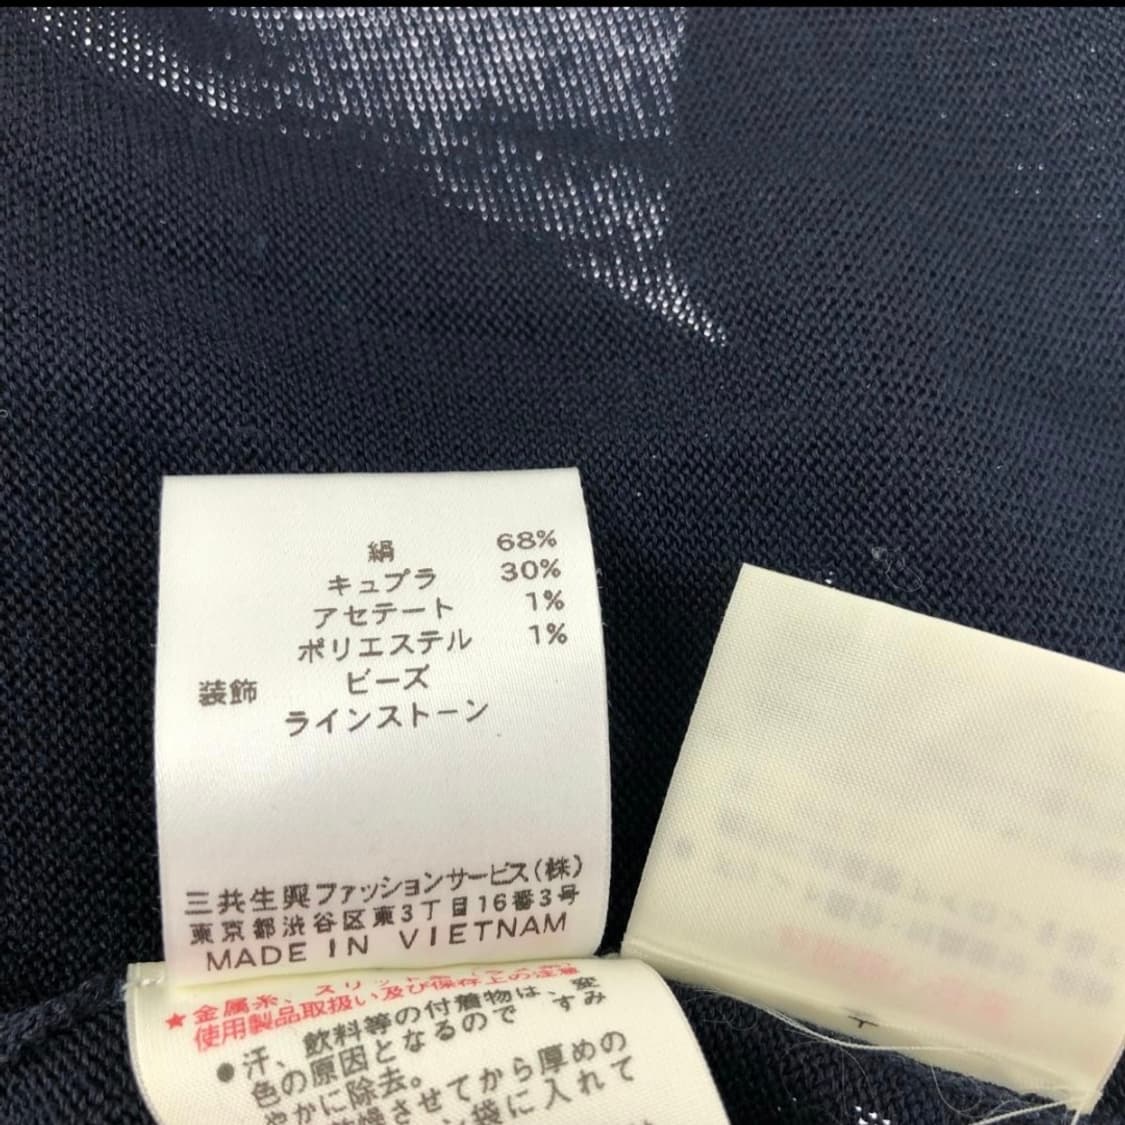 絹 68%
キュプラ 30%
アセテート 1%
ポリエステル 1%
装飾 ビーズ
ラインストーン
三共生興ファッションサービス(株)
東京都渋谷区東3丁目16番3号
MADE IN VIETNAM
★金属糸、スリット
使用製品取扱い及び保存上の注意
●汗、飲料等の付着物は、変
色の原因となるので すみ
やかに除去。
させてから厚めの
袋に入れて